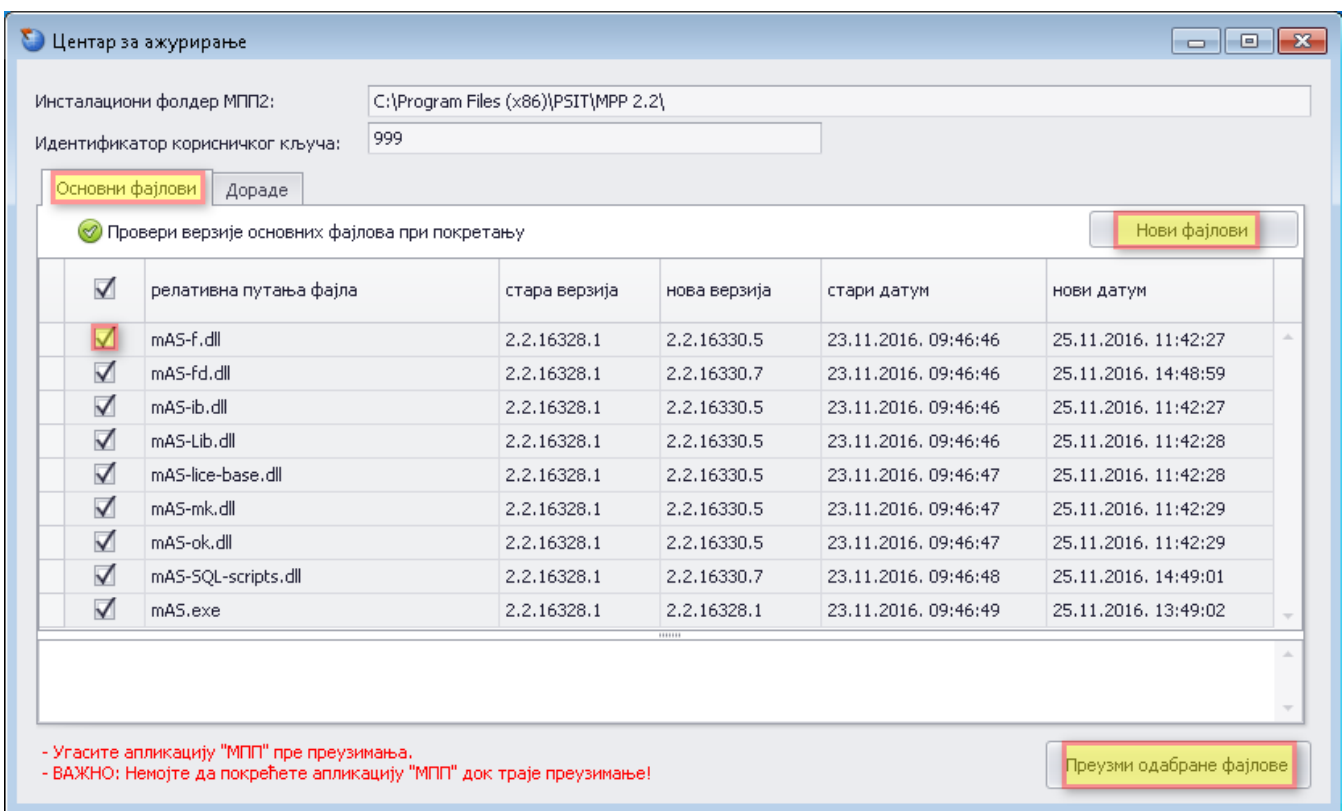 Центар за ажурирање
Инсталациони фолдер МПП2: C:\Program Files (x86)\PSIT\MPP 2.2\
Идентификатор корисничког кључа: 999
Основни фајлови Дораде
Провери верзије основних фајлова при покретању Нови фајлови
релативна путања фајла стара верзија нова верзија стари датум нови датум
mAS-f.dll 2.2.16328.1 2.2.16330.5 23.11.2016. 09:46:46 25.11.2016. 11:42:27
mAS-fd.dll 2.2.16328.1 2.2.16330.7 23.11.2016. 09:46:46 25.11.2016. 14:48:59
mAS-ib.dll 2.2.16328.1 2.2.16330.5 23.11.2016. 09:46:46 25.11.2016. 11:42:27
mAS-Lib.dll 2.2.16328.1 2.2.16330.5 23.11.2016. 09:46:46 25.11.2016. 11:42:28
mAS-lice-base.dll 2.2.16328.1 2.2.16330.5 23.11.2016. 09:46:47 25.11.2016. 11:42:28
mAS-mk.dll 2.2.16328.1 2.2.16330.5 23.11.2016. 09:46:47 25.11.2016. 11:42:29
mAS-ok.dll 2.2.16328.1 2.2.16330.5 23.11.2016. 09:46:47 25.11.2016. 11:42:29
mAS-SQL-scripts.dll 2.2.16328.1 2.2.16330.7 23.11.2016. 09:46:48 25.11.2016. 14:49:01
mAS.exe 2.2.16328.1 2.2.16328.1 23.11.2016. 09:46:49 25.11.2016. 13:49:02
- Угасите апликацију "МПП" пре преузимања.
- ВАЖНО: Немојте да покрећете апликацију "МПП" док траје преузимање!
Преузми одабране фајлове